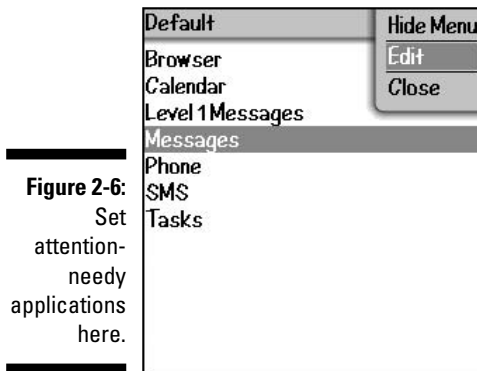 Default
Hide Menu
Edit
Close
Browser
Calendar
Level 1 Messages
Messages
Phone
SMS
Tasks
Figure 2-6:
Set
attention-
needy
applications
here.